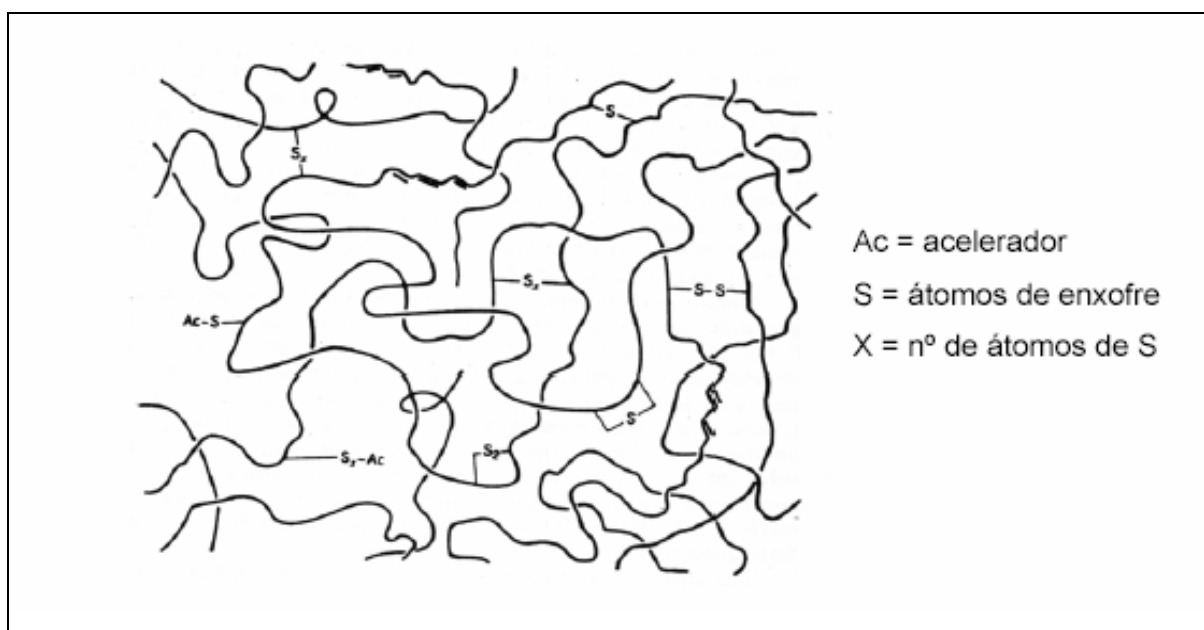 S
Sₓ
Sₓ
S-S
Ac-S
S
Sₓ-Ac
S₂
Ac = acelerador
S = átomos de enxofre
X = nº de átomos de S